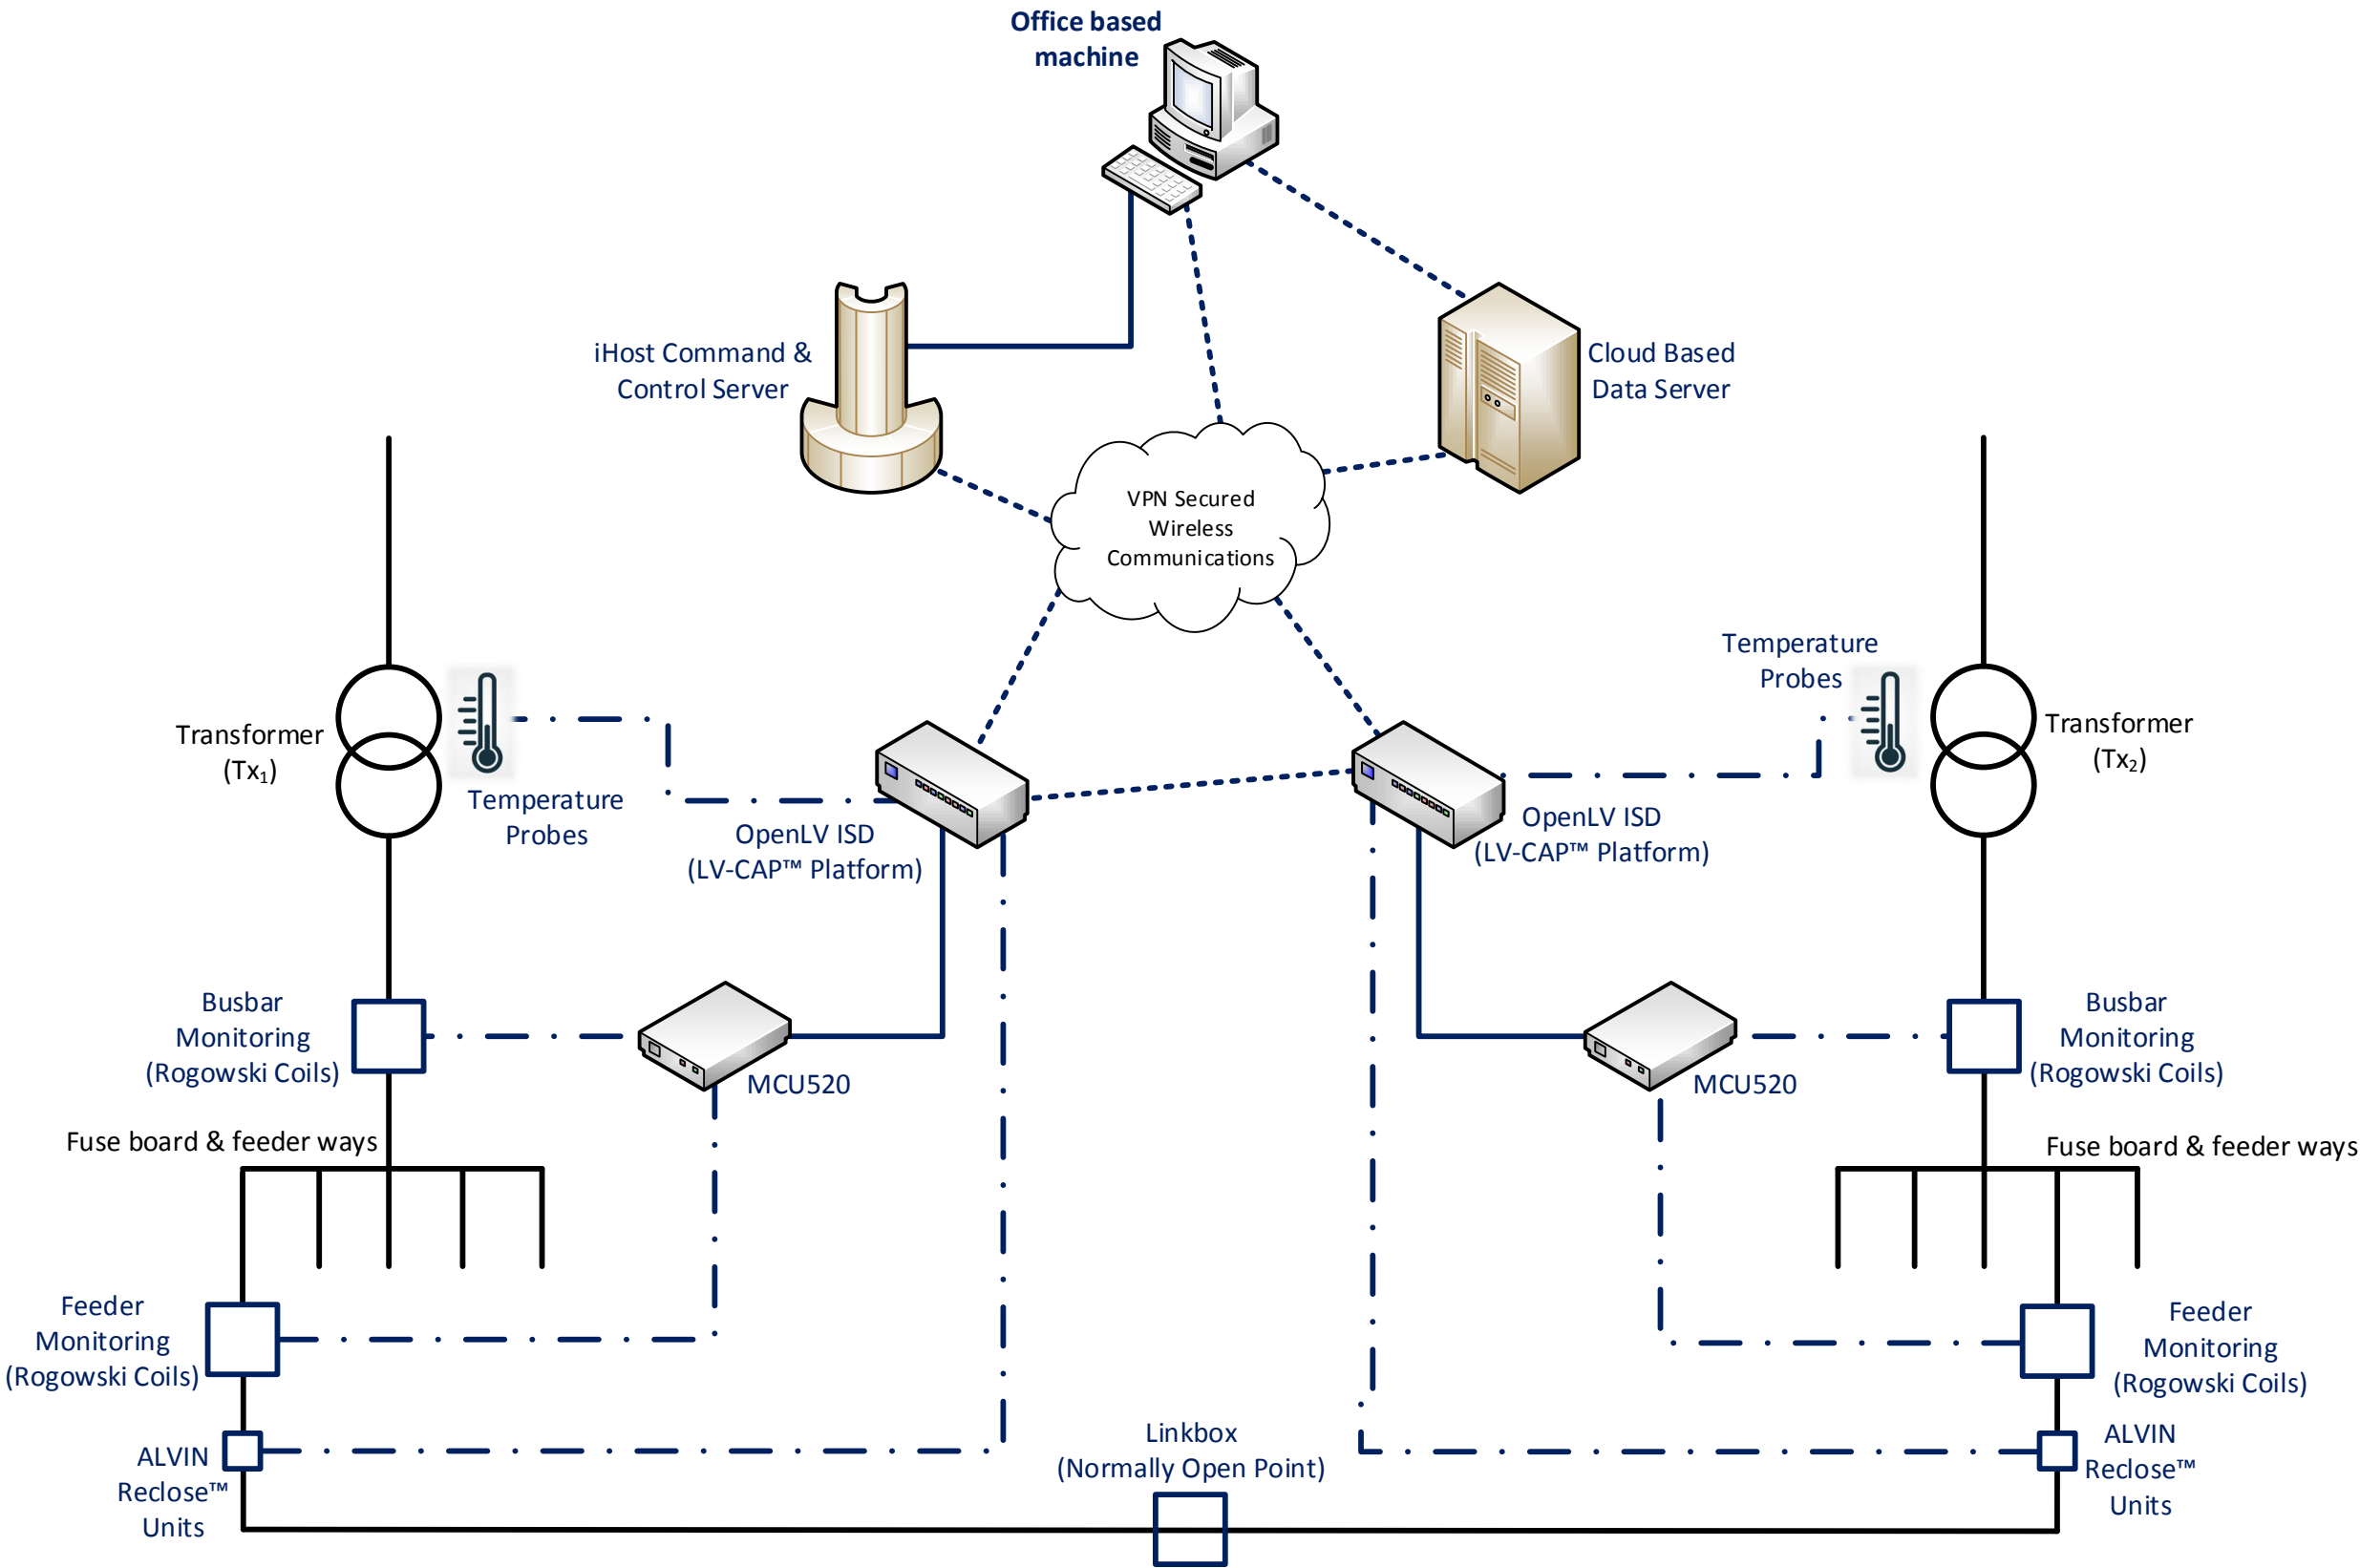 Office based
machine
iHost Command &
Control Server
Cloud Based
Data Server
VPN Secured
Wireless
Communications
Transformer
(Tx₁)
Temperature
Probes
OpenLV ISD
(LV-CAP™ Platform)
Temperature
Probes
Transformer
(Tx₂)
OpenLV ISD
(LV-CAP™ Platform)
Busbar
Monitoring
(Rogowski Coils)
MCU520
MCU520
Busbar
Monitoring
(Rogowski Coils)
Fuse board & feeder ways
Fuse board & feeder ways
Feeder
Monitoring
(Rogowski Coils)
Feeder
Monitoring
(Rogowski Coils)
ALVIN
Reclose™
Units
Linkbox
(Normally Open Point)
ALVIN
Reclose™
Units